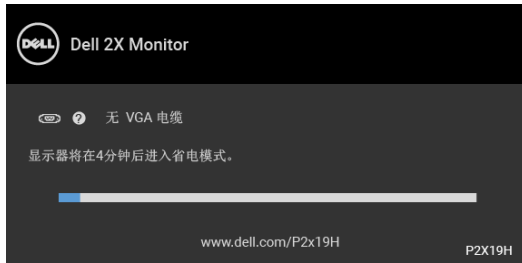 DELL Dell 2X Monitor
? 无 VGA 电缆
显示器将在4分钟后进入省电模式。
www.dell.com/P2x19H
P2X19H